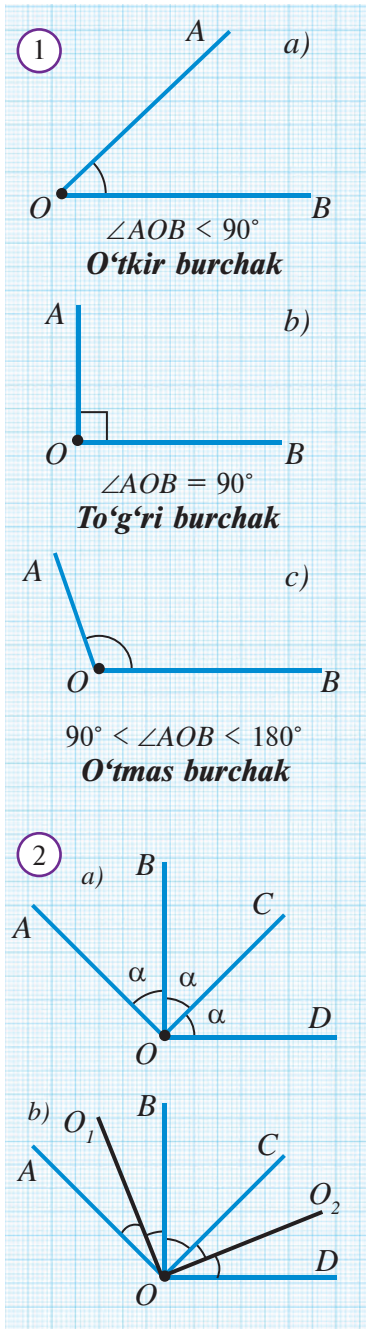 1
A
a)
O
B
∠AOB < 90°
O‘tkir burchak
A
b)
O
B
∠AOB = 90°
To‘g‘ri burchak
A
c)
O
B
90° < ∠AOB < 180°
O‘tmas burchak
2
a)
B
A
C
α
α
α
D
O
b)
O₁
B
A
C
O₂
D
O